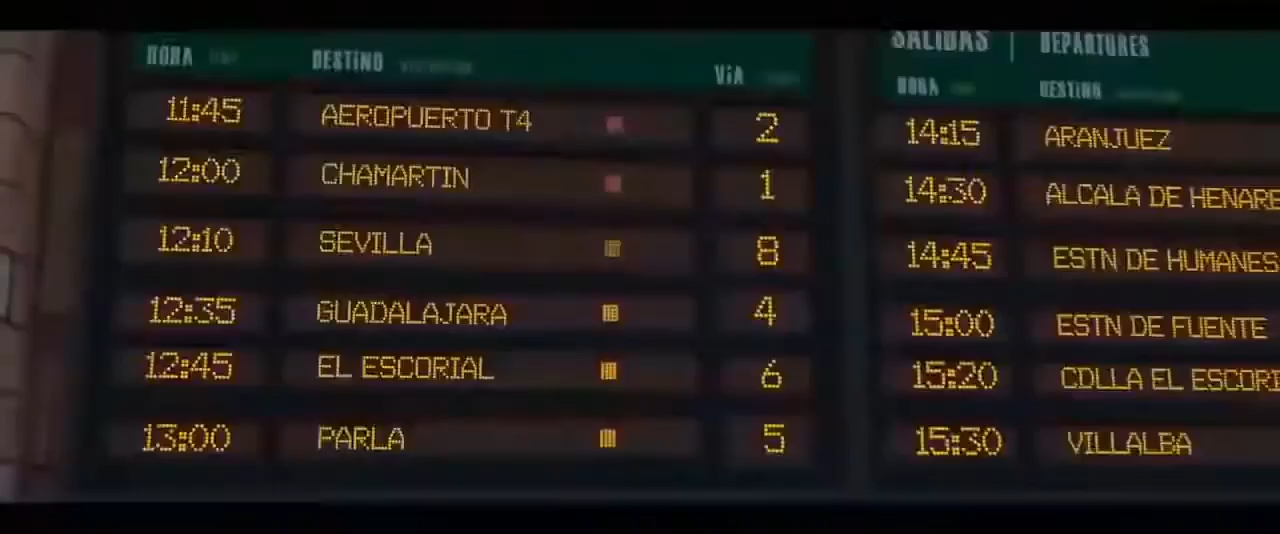 HORA DESTINO VIA
11:45 AEROPUERTO T4 2
12:00 CHAMARTIN 1
12:10 SEVILLA 8
12:35 GUADALAJARA 4
12:45 EL ESCORIAL 6
13:00 PARLA 5
SALIDAS | DEPARTURES
HORA DESTINO
14:15 ARANJUEZ
14:30 ALCALA DE HENARE
14:45 ESTN DE HUMANES
15:00 ESTN DE FUENTE
15:20 CDLLA EL ESCORI
15:30 VILLALBA